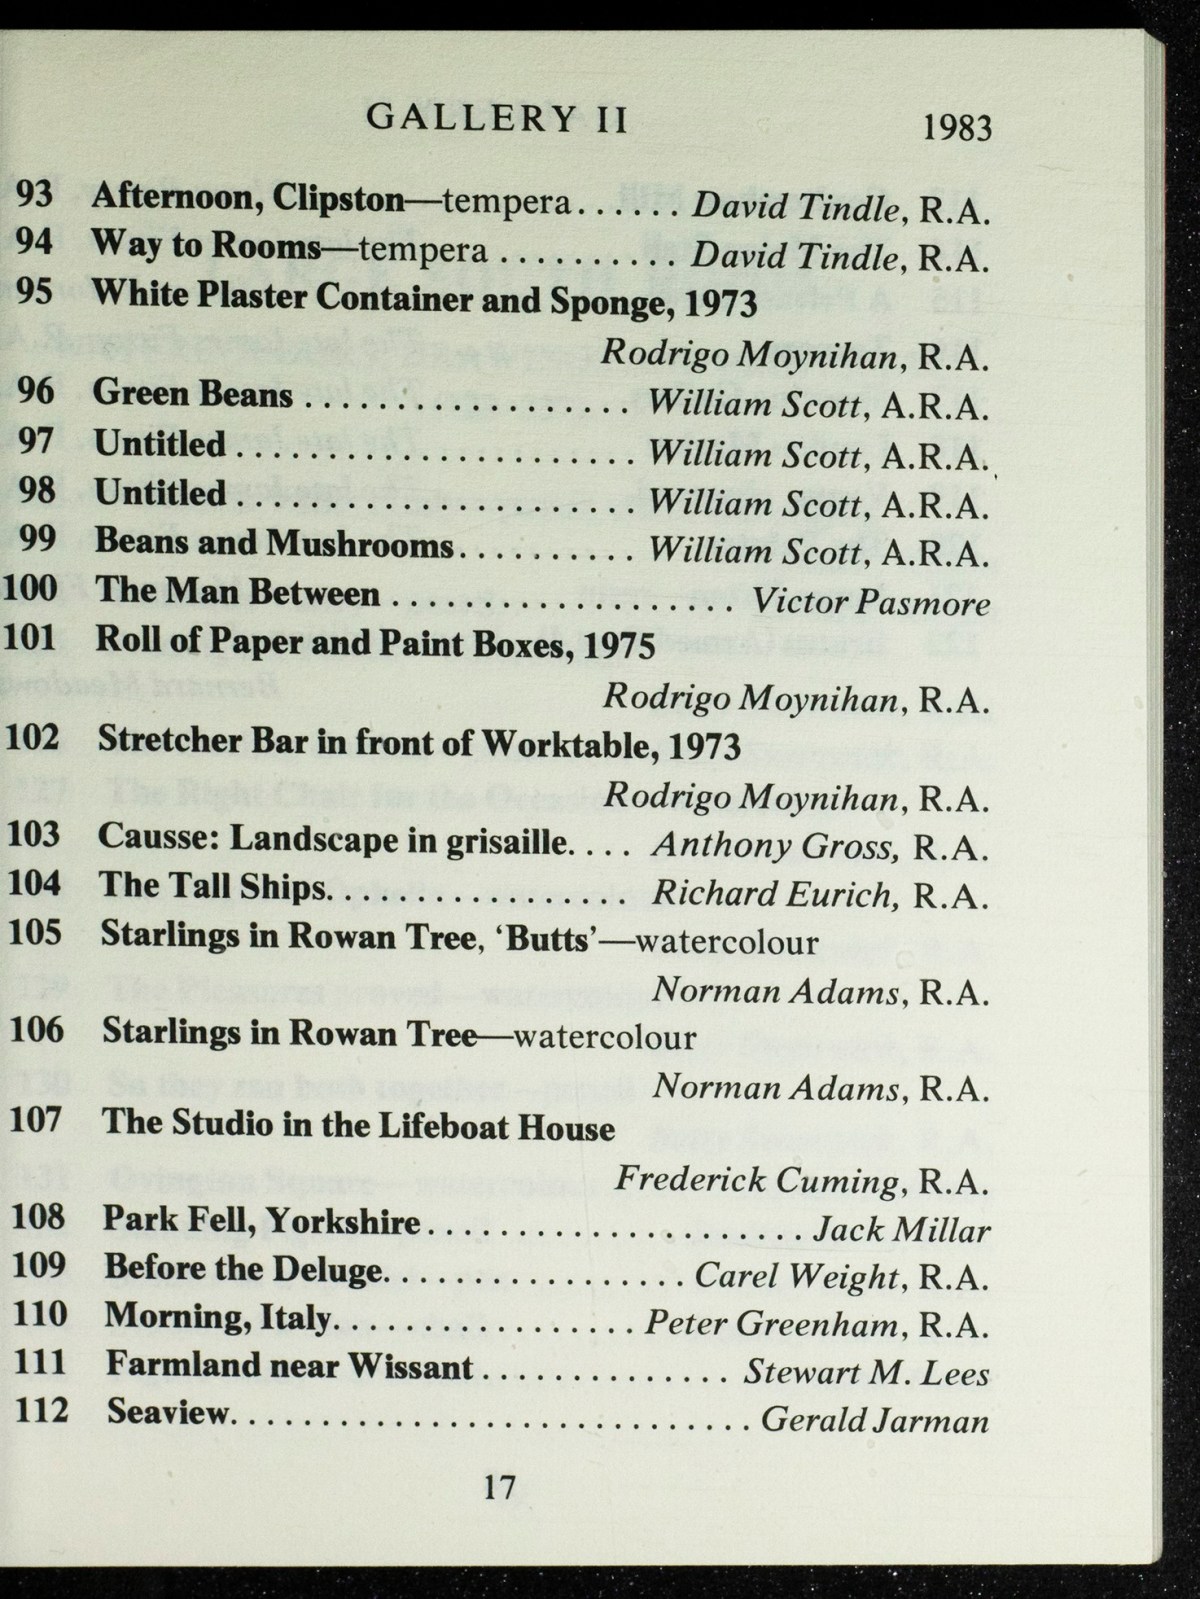 GALLERY II 1983
93 Afternoon, Clipston—tempera...... David Tindle, R.A.
94 Way to Rooms—tempera .......... David Tindle, R.A.
95 White Plaster Container and Sponge, 1973
Rodrigo Moynihan, R.A.
96 Green Beans .................. William Scott, A.R.A.
97 Untitled ...................... William Scott, A.R.A.
98 Untitled ...................... William Scott, A.R.A.
99 Beans and Mushrooms.......... William Scott, A.R.A.
100 The Man Between ................... Victor Pasmore
101 Roll of Paper and Paint Boxes, 1975
Rodrigo Moynihan, R.A.
102 Stretcher Bar in front of Worktable, 1973
Rodrigo Moynihan, R.A.
103 Causse: Landscape in grisaille.... Anthony Gross, R.A.
104 The Tall Ships................. Richard Eurich, R.A.
105 Starlings in Rowan Tree, ‘Butts’—watercolour
Norman Adams, R.A.
106 Starlings in Rowan Tree—watercolour
Norman Adams, R.A.
107 The Studio in the Lifeboat House
Frederick Cuming, R.A.
108 Park Fell, Yorkshire...................... Jack Millar
109 Before the Deluge................. Carel Weight, R.A.
110 Morning, Italy................. Peter Greenham, R.A.
111 Farmland near Wissant .............. Stewart M. Lees
112 Seaview............................. Gerald Jarman
17